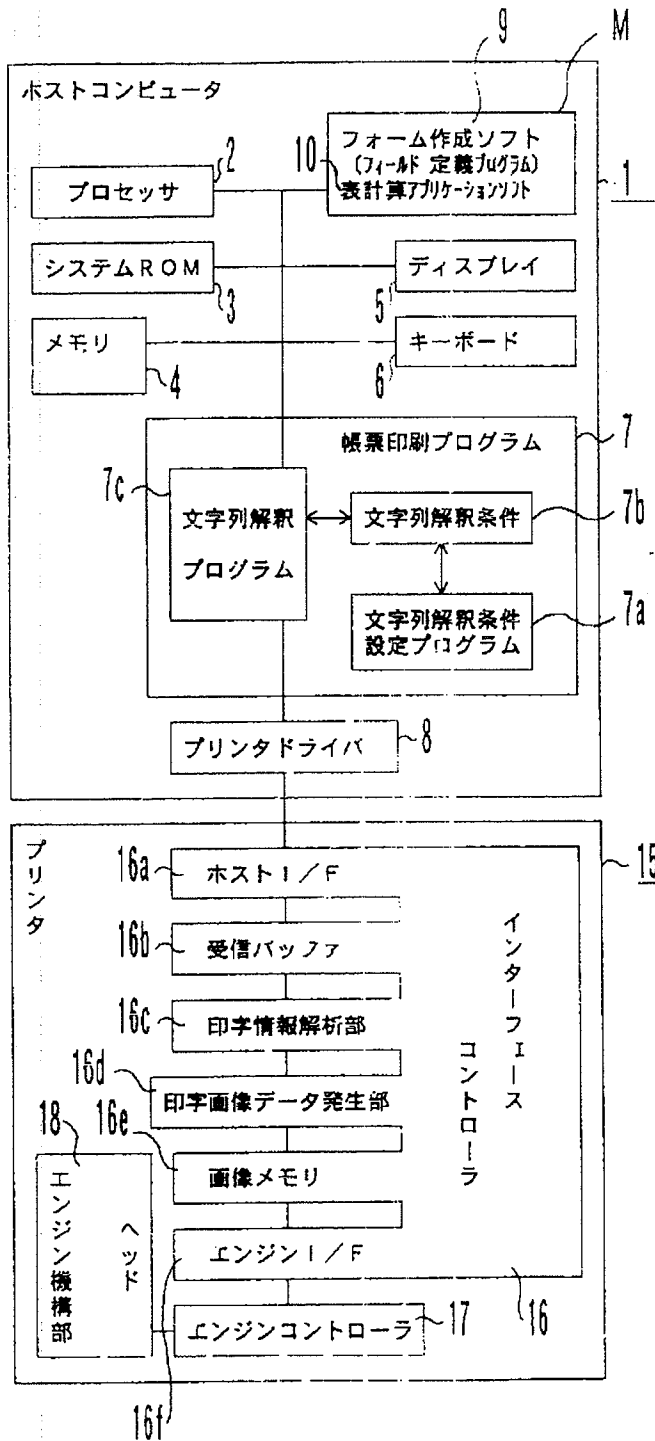 9
M
ホストコンピュータ
フォーム作成ソフト
(フィールド 定義プログラム)
10
表計算アプリケーションソフト
1
2
プロセッサ
システムROM
3
ディスプレイ
5
メモリ
4
キーボード
6
帳票印刷プログラム
7
7c
文字列解釈
プログラム
文字列解釈条件
7b
文字列解釈条件
設定プログラム
7a
プリンタドライバ
8
プリンタ
15
16a
ホストI/F
16b
受信バッファ
16c
印字情報解析部
16d
印字画像データ発生部
16e
画像メモリ
エンジンI/F
16f
インターフェース
コントローラ
16
18
エンジン機構部
ヘッド
エンジンコントローラ
17